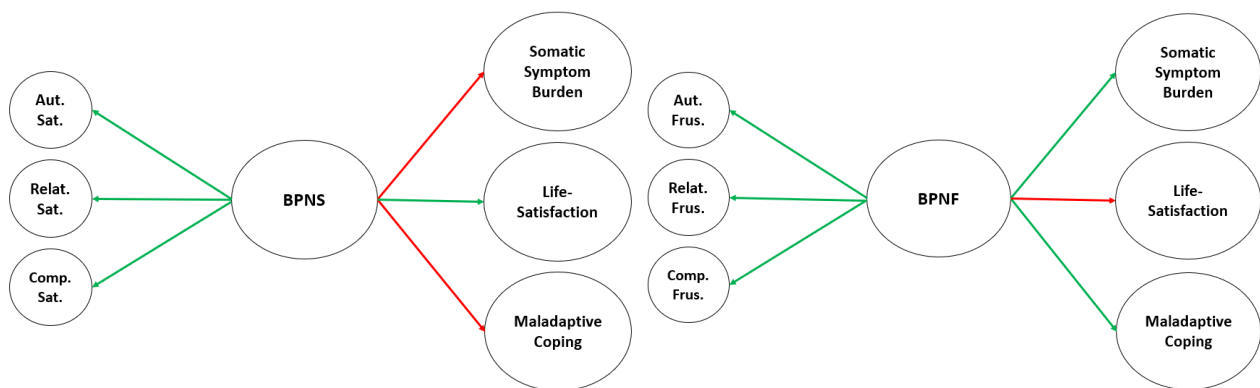 Aut.
Sat.
Relat.
Sat.
Comp.
Sat.
BPNS
Somatic
Symptom
Burden
Life-
Satisfaction
Maladaptive
Coping
Aut.
Frus.
Relat.
Frus.
Comp.
Frus.
BPNF
Somatic
Symptom
Burden
Life-
Satisfaction
Maladaptive
Coping